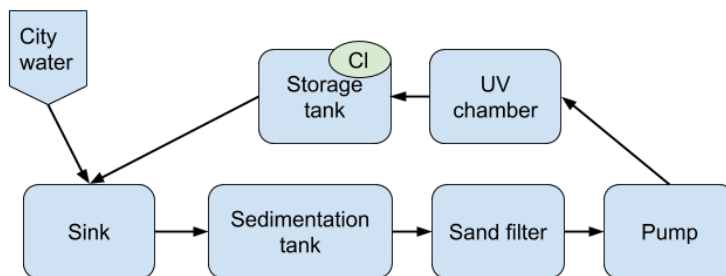 City
water
Cl
Storage
tank
UV
chamber
Sink
Sedimentation
tank
Sand filter
Pump